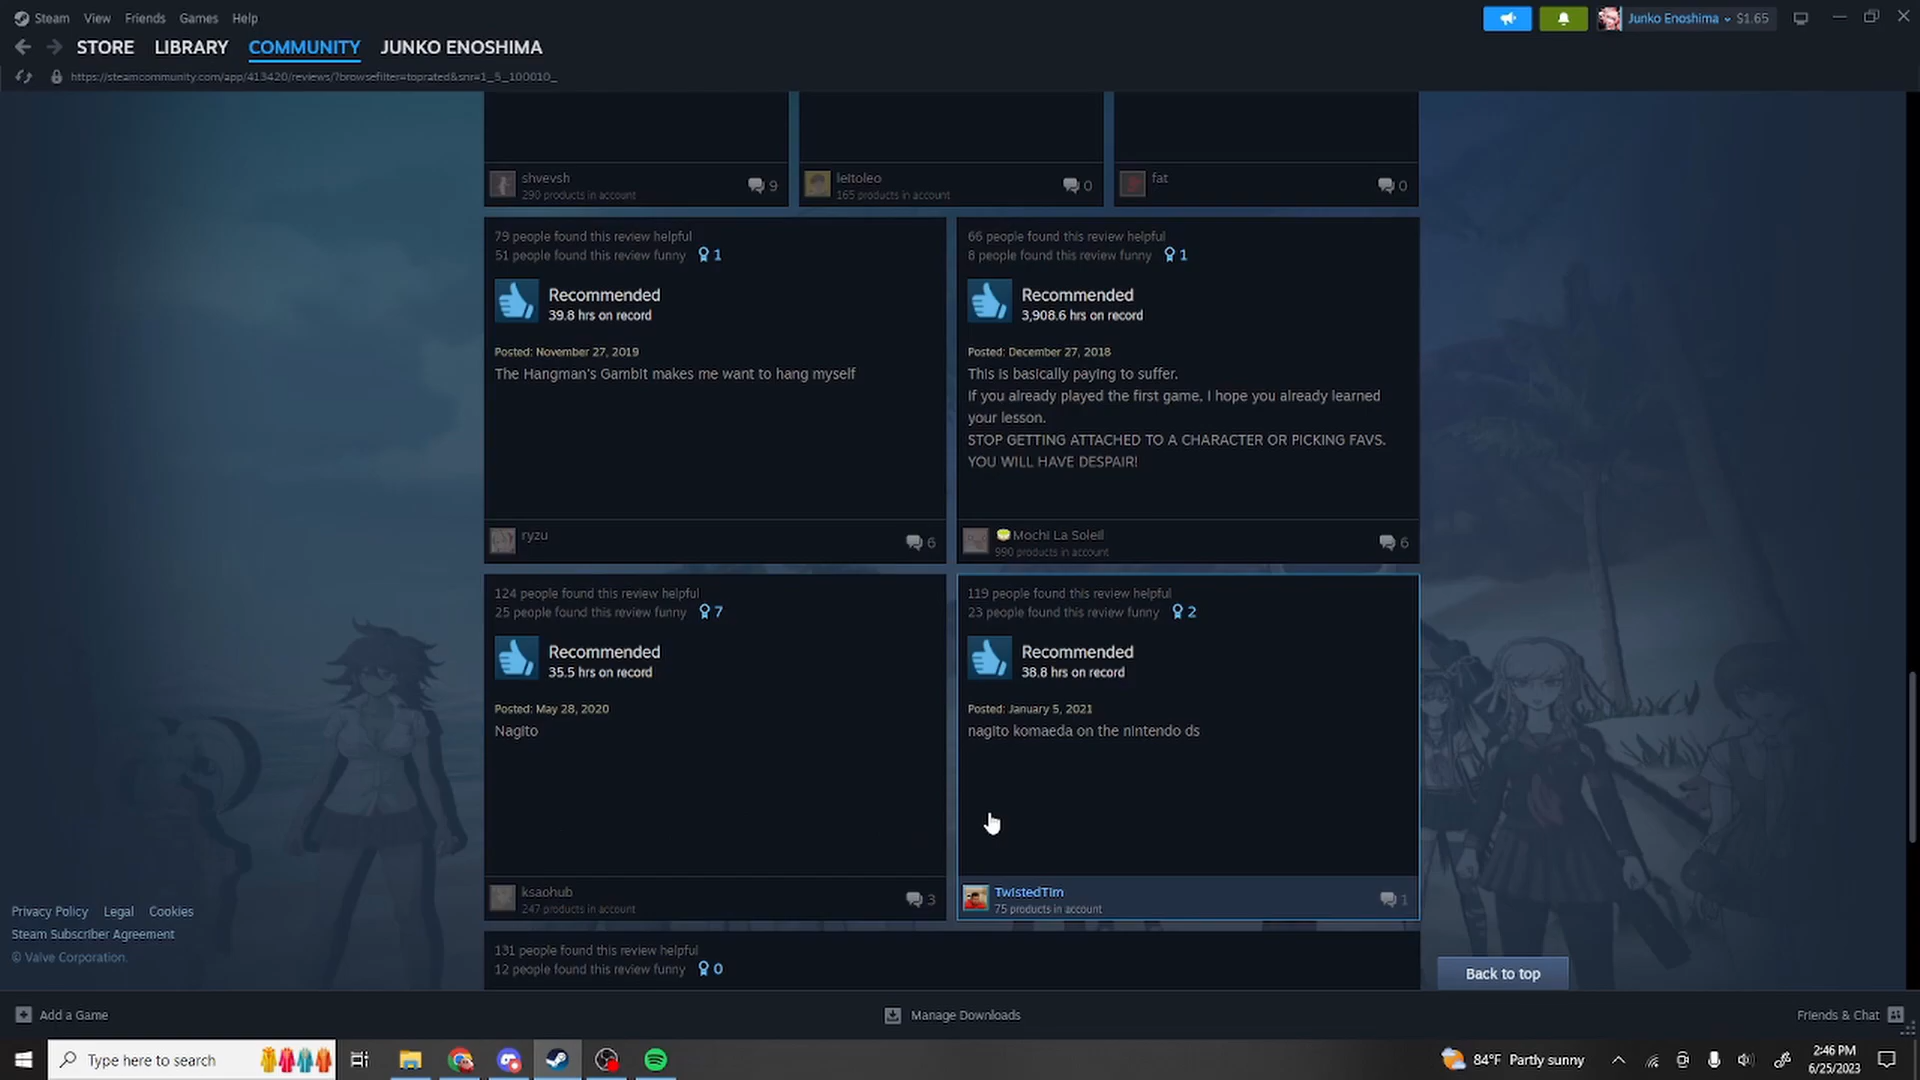 Steam View Friends Games Help
Junko Enoshima $1.65
STORE LIBRARY COMMUNITY JUNKO ENOSHIMA
https://steamcommunity.com/app/413420/reviews/?browsefilter=toprated&snr=1_5_100010_
shvevsh
290 products in account
9
leitoleo
165 products in account
0
fat
0
79 people found this review helpful
51 people found this review funny 1
Recommended
39.8 hrs on record
Posted: November 27, 2019
The Hangman's Gambit makes me want to hang myself
ryzu
6
66 people found this review helpful
8 people found this review funny 1
Recommended
3,908.6 hrs on record
Posted: December 27, 2018
This is basically paying to suffer.
If you already played the first game, I hope you already learned
your lesson.
STOP GETTING ATTACHED TO A CHARACTER OR PICKING FAVS.
YOU WILL HAVE DESPAIR!
Mochi La Soleil
990 products in account
6
124 people found this review helpful
25 people found this review funny 7
Recommended
35.5 hrs on record
Posted: May 28, 2020
Nagito
ksaohub
247 products in account
3
119 people found this review helpful
23 people found this review funny 2
Recommended
38.8 hrs on record
Posted: January 5, 2021
nagito komaeda on the nintendo ds
TwistedTim
75 products in account
1
131 people found this review helpful
12 people found this review funny 0
Privacy Policy Legal Cookies
Steam Subscriber Agreement
© Valve Corporation.
Back to top
Add a Game
Manage Downloads
Friends & Chat
Type here to search
84°F Partly sunny
2:46 PM
6/25/2023